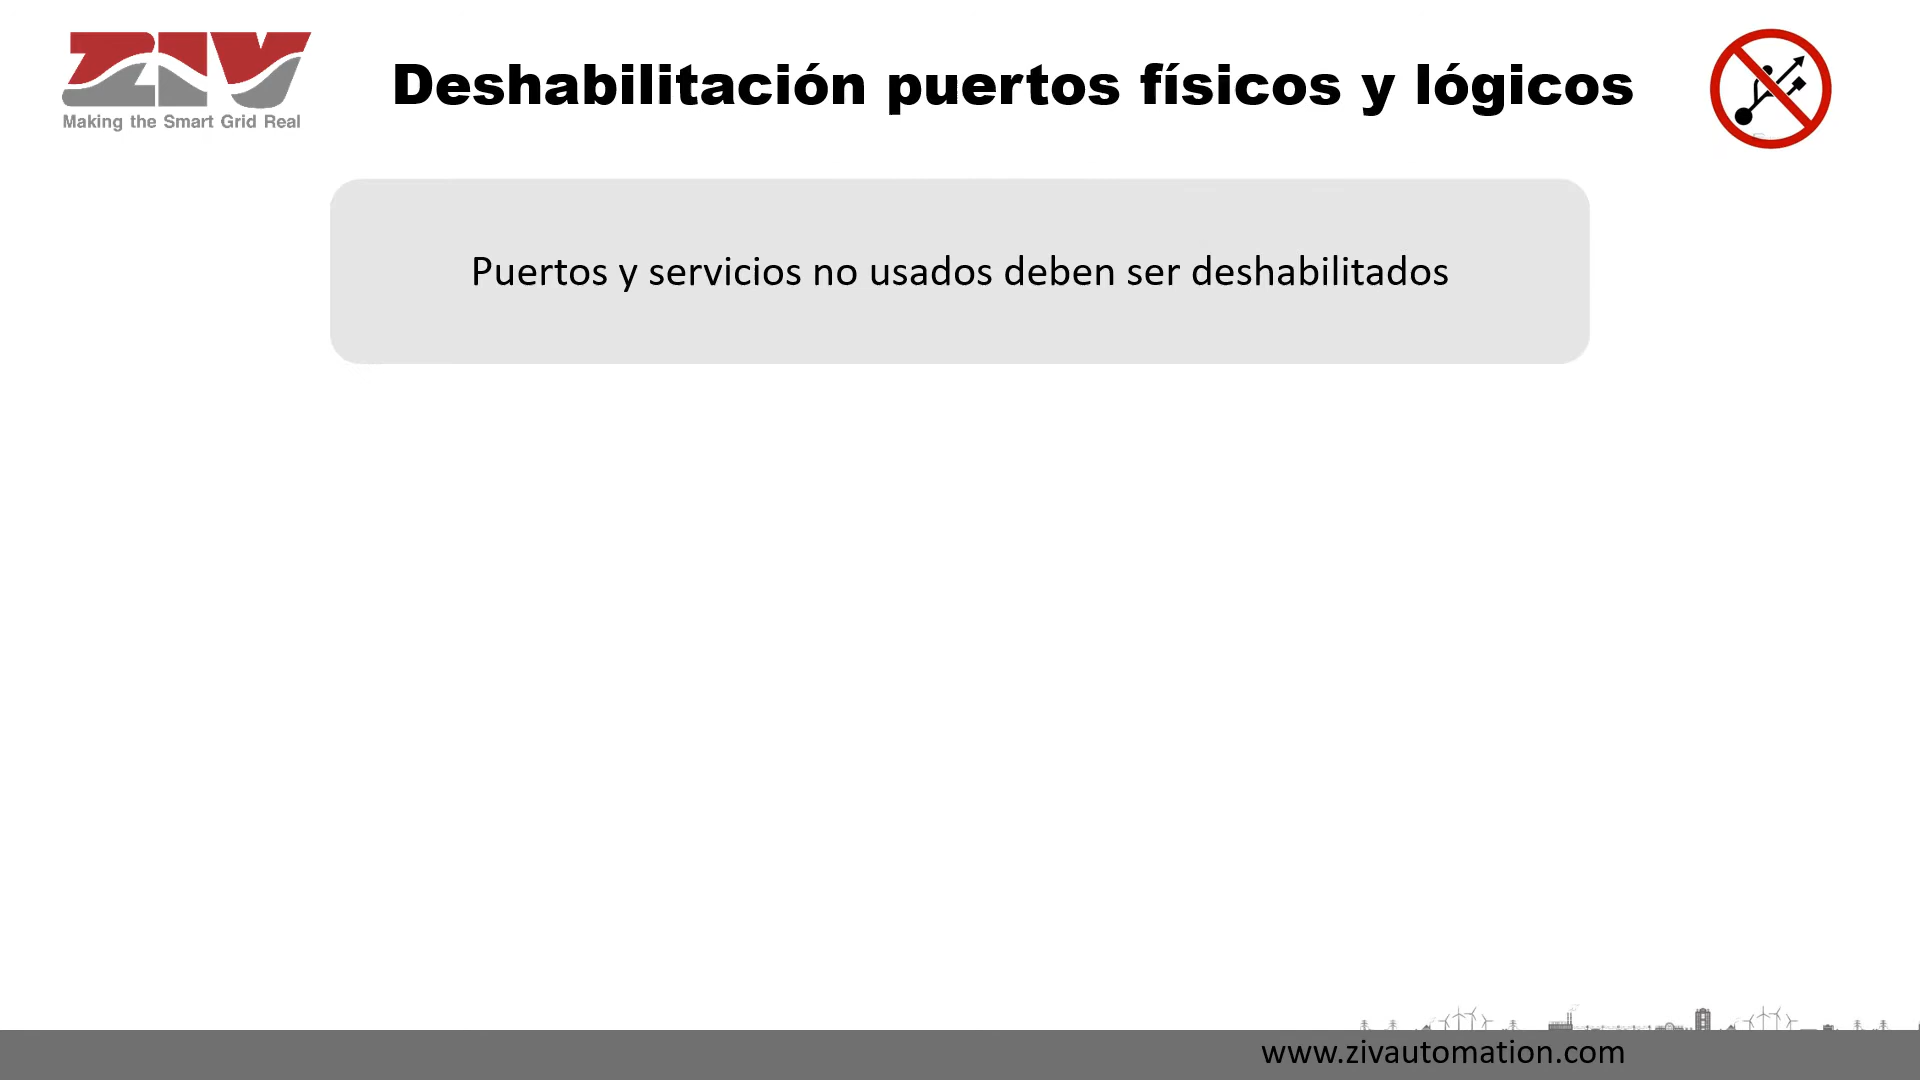 ZIV
Making the Smart Grid Real
Deshabilitación puertos físicos y lógicos
Puertos y servicios no usados deben ser deshabilitados
www.zivautomation.com